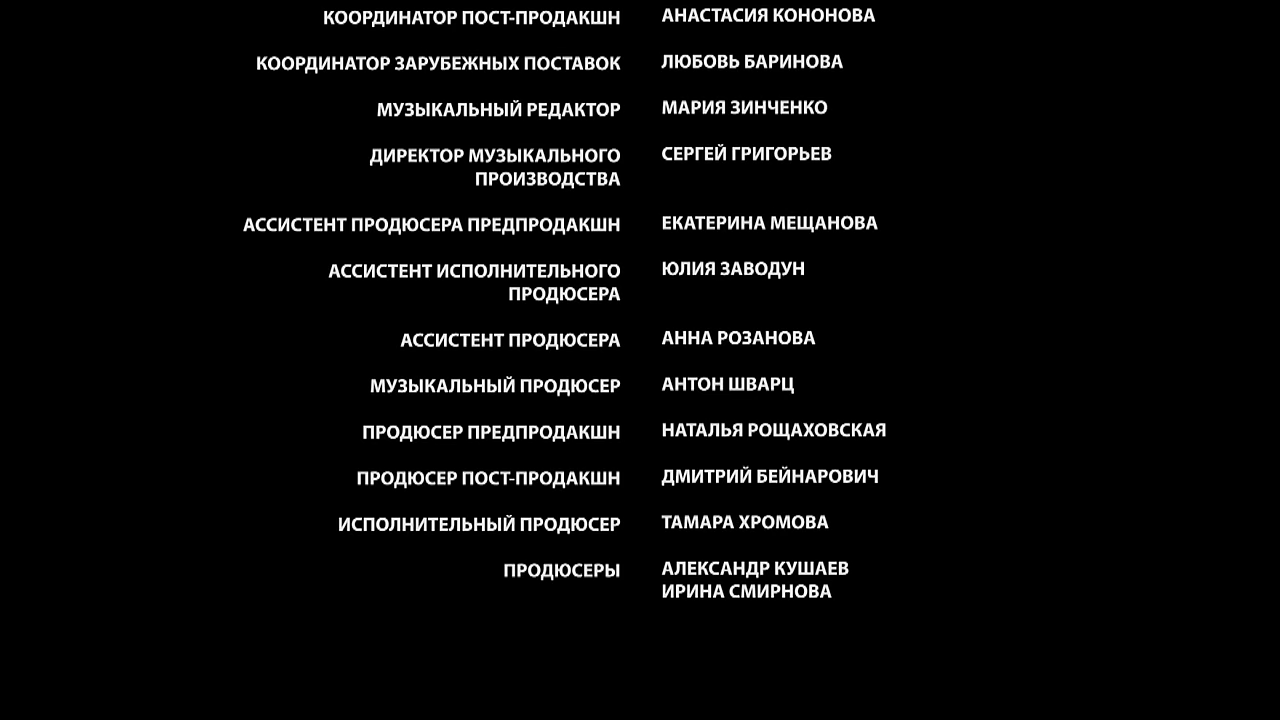 КООРДИНАТОР ПОСТ-ПРОДАКШН АНАСТАСИЯ КОНОНОВА
КООРДИНАТОР ЗАРУБЕЖНЫХ ПОСТАВОК ЛЮБОВЬ БАРИНОВА
МУЗЫКАЛЬНЫЙ РЕДАКТОР МАРИЯ ЗИНЧЕНКО
ДИРЕКТОР МУЗЫКАЛЬНОГО СЕРГЕЙ ГРИГОРЬЕВ
ПРОИЗВОДСТВА
АССИСТЕНТ ПРОДЮСЕРА ПРЕДПРОДАКШН ЕКАТЕРИНА МЕЩАНОВА
АССИСТЕНТ ИСПОЛНИТЕЛЬНОГО ЮЛИЯ ЗАВОДУН
ПРОДЮСЕРА
АССИСТЕНТ ПРОДЮСЕРА АННА РОЗАНОВА
МУЗЫКАЛЬНЫЙ ПРОДЮСЕР АНТОН ШВАРЦ
ПРОДЮСЕР ПРЕДПРОДАКШН НАТАЛЬЯ РОЩАХОВСКАЯ
ПРОДЮСЕР ПОСТ-ПРОДАКШН ДМИТРИЙ БЕЙНАРОВИЧ
ИСПОЛНИТЕЛЬНЫЙ ПРОДЮСЕР ТАМАРА ХРОМОВА
ПРОДЮСЕРЫ АЛЕКСАНДР КУШАЕВ
ИРИНА СМИРНОВА